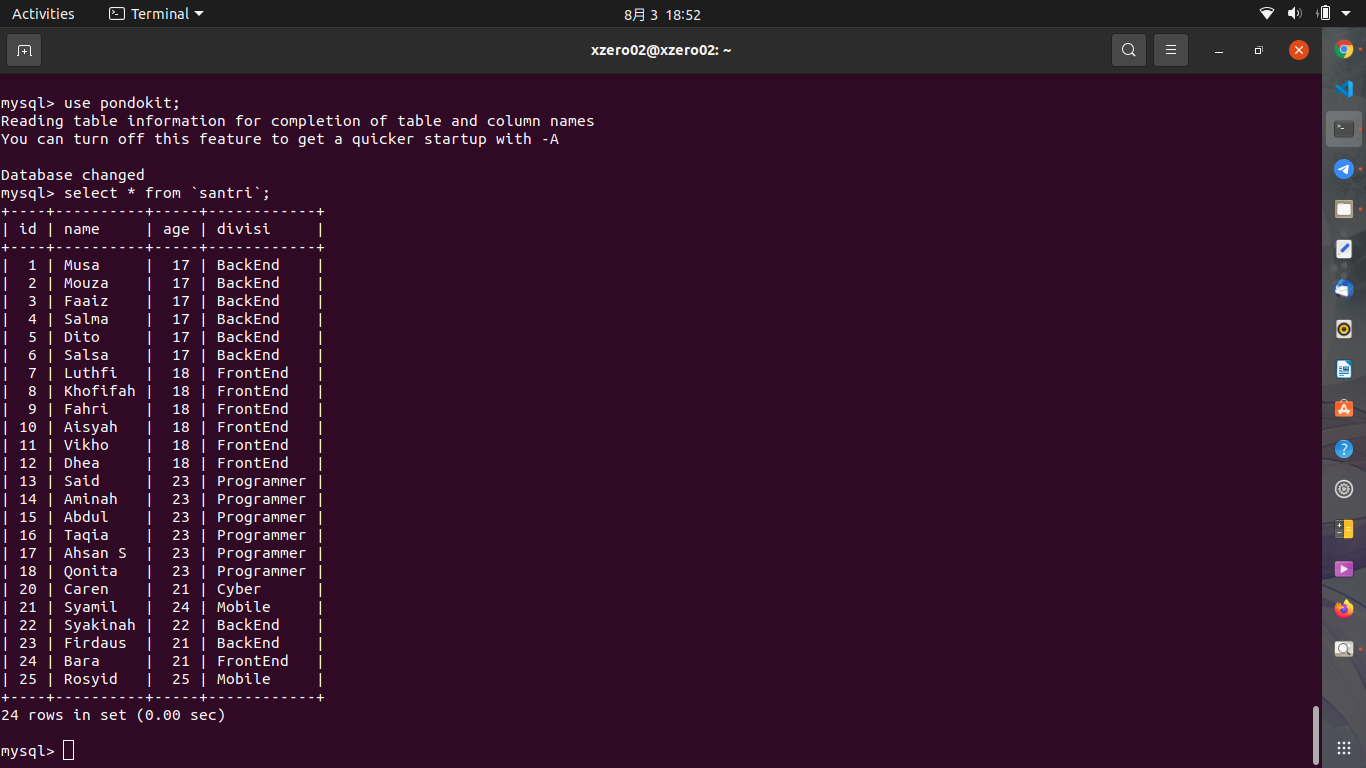 Activities Terminal 8月 3 18:52
xzero02@xzero02: ~
mysql> use pondokit;
Reading table information for completion of table and column names
You can turn off this feature to get a quicker startup with -A
Database changed
mysql> select * from `santri`;
+----+----------+-----+------------+
| id | name     | age | divisi     |
+----+----------+-----+------------+
|  1 | Musa     |  17 | BackEnd    |
|  2 | Mouza    |  17 | BackEnd    |
|  3 | Faaiz    |  17 | BackEnd    |
|  4 | Salma    |  17 | BackEnd    |
|  5 | Dito     |  17 | BackEnd    |
|  6 | Salsa    |  17 | BackEnd    |
|  7 | Luthfi   |  18 | FrontEnd   |
|  8 | Khofifah |  18 | FrontEnd   |
|  9 | Fahri    |  18 | FrontEnd   |
| 10 | Aisyah   |  18 | FrontEnd   |
| 11 | Vikho    |  18 | FrontEnd   |
| 12 | Dhea     |  18 | FrontEnd   |
| 13 | Said     |  23 | Programmer |
| 14 | Aminah   |  23 | Programmer |
| 15 | Abdul    |  23 | Programmer |
| 16 | Taqia    |  23 | Programmer |
| 17 | Ahsan S  |  23 | Programmer |
| 18 | Qonita   |  23 | Programmer |
| 20 | Caren    |  21 | Cyber      |
| 21 | Syamil   |  24 | Mobile     |
| 22 | Syakinah |  22 | BackEnd    |
| 23 | Firdaus  |  21 | BackEnd    |
| 24 | Bara     |  21 | FrontEnd   |
| 25 | Rosyid   |  25 | Mobile     |
+----+----------+-----+------------+
24 rows in set (0.00 sec)
mysql>